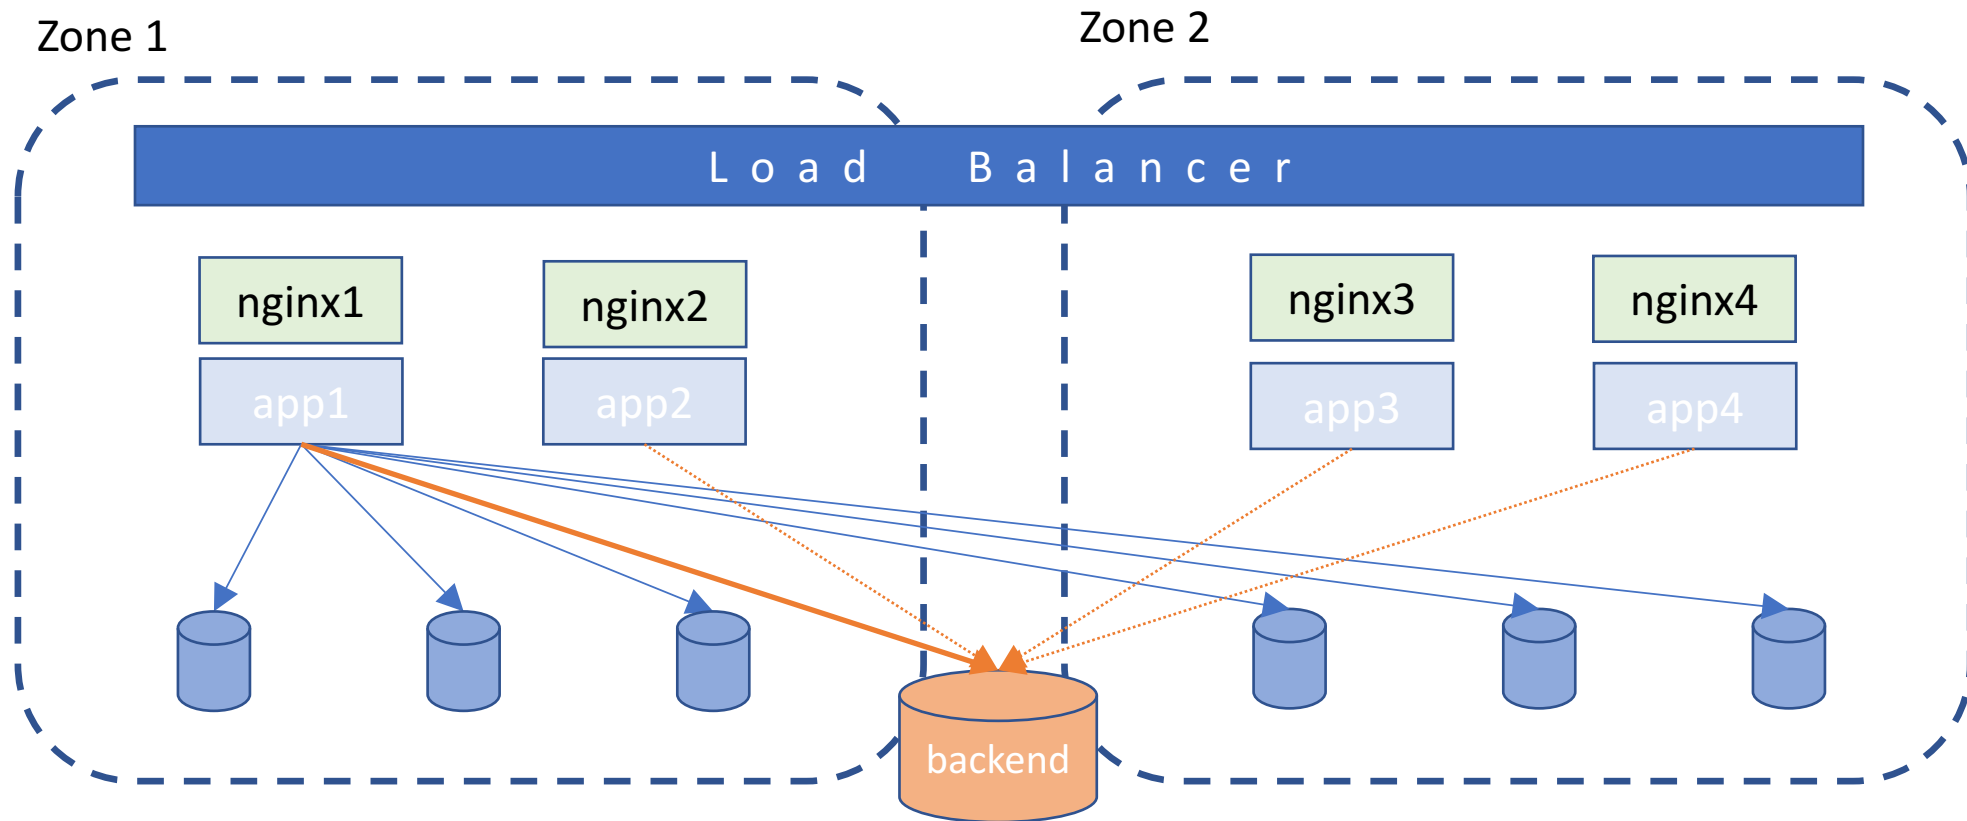 Zone 1
Zone 2
Load Balancer
nginx1
nginx2
nginx3
nginx4
app1
app2
app3
app4
backend